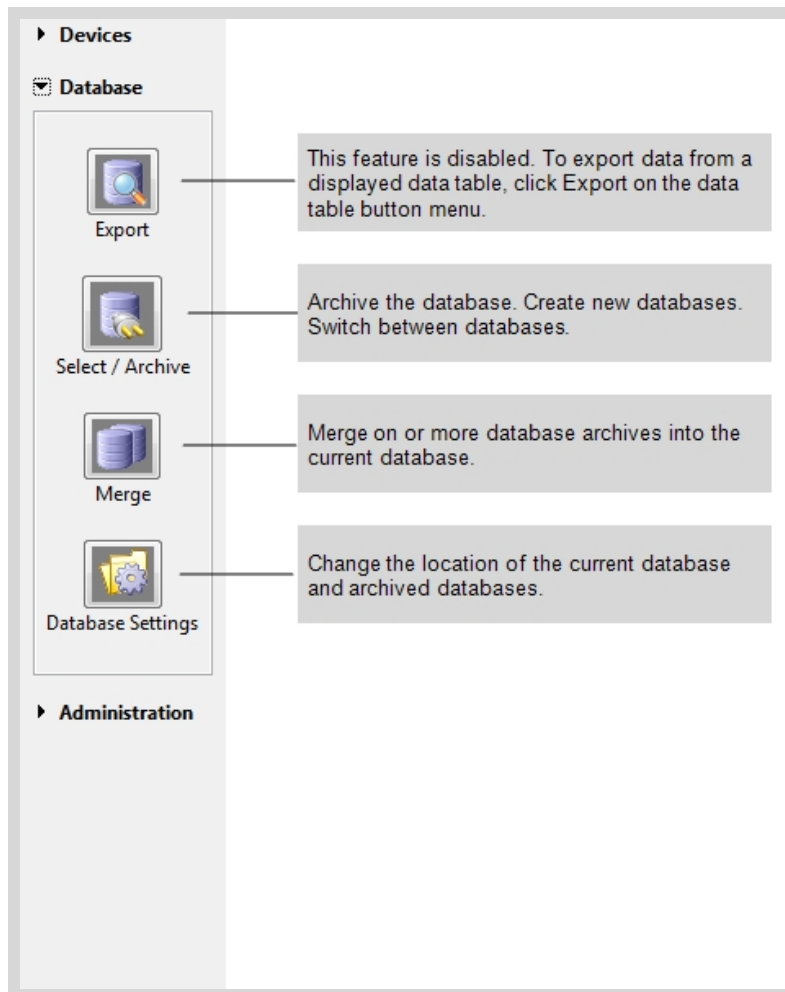 Devices
Database
Export
This feature is disabled. To export data from a
displayed data table, click Export on the data
table button menu.
Select / Archive
Archive the database. Create new databases.
Switch between databases.
Merge
Merge on or more database archives into the
current database.
Database Settings
Change the location of the current database
and archived databases.
Administration